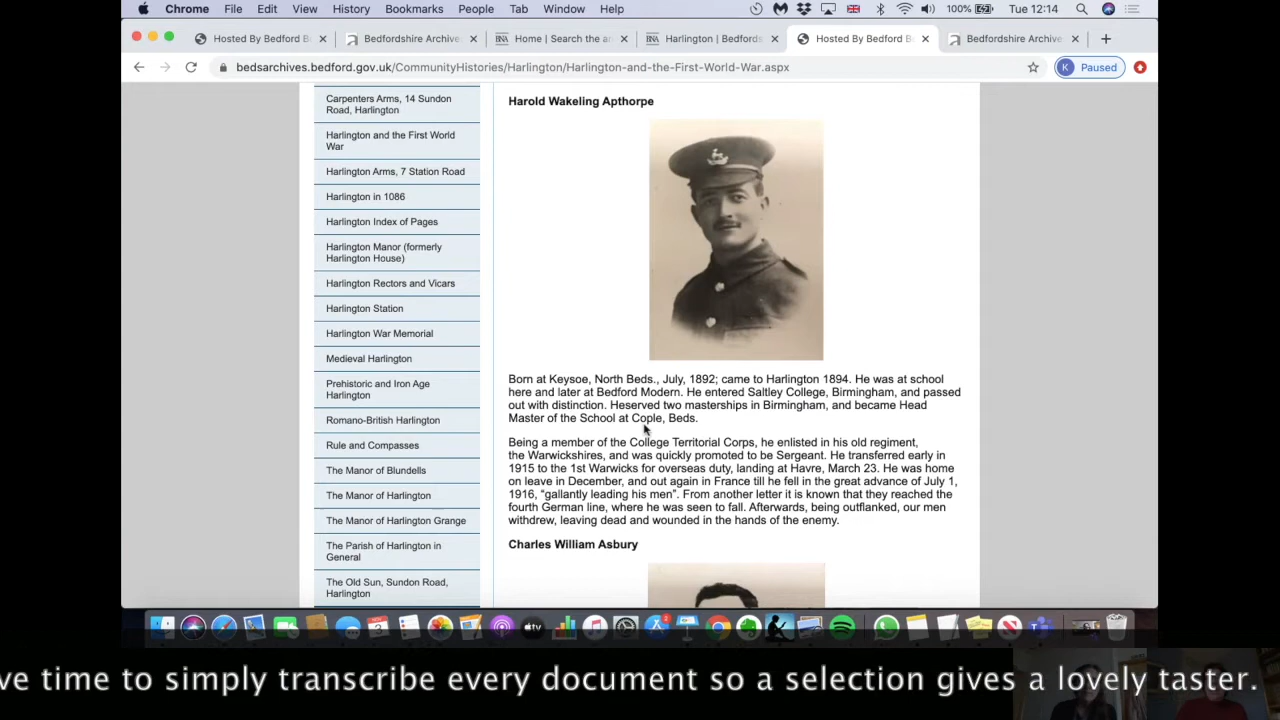 Chrome File Edit View History Bookmarks People Tab Window Help 100% Tue 12:14
Hosted By Bedford B
Bedfordshire Archive
Home | Search the ar
Harlington | Bedfords
Hosted By Bedford B
Bedfordshire Archive
bedsarchives.bedford.gov.uk/CommunityHistories/Harlington/Harlington-and-the-First-World-War.aspx
K Paused
Carpenters Arms, 14 Sundon
Road, Harlington
Harlington and the First World
War
Harlington Arms, 7 Station Road
Harlington in 1086
Harlington Index of Pages
Harlington Manor (formerly
Harlington House)
Harlington Rectors and Vicars
Harlington Station
Harlington War Memorial
Medieval Harlington
Prehistoric and Iron Age
Harlington
Romano-British Harlington
Rule and Compasses
The Manor of Blundells
The Manor of Harlington
The Manor of Harlington Grange
The Parish of Harlington in
General
The Old Sun, Sundon Road,
Harlington
Harold Wakeling Apthorpe
Born at Keysoe, North Beds., July, 1892; came to Harlington 1894. He was at school
here and later at Bedford Modern. He entered Saltley College, Birmingham, and passed
out with distinction. Heserved two masterships in Birmingham, and became Head
Master of the School at Cople, Beds.
Being a member of the College Territorial Corps, he enlisted in his old regiment,
the Warwickshires, and was quickly promoted to be Sergeant. He transferred early in
1915 to the 1st Warwicks for overseas duty, landing at Havre, March 23. He was home
on leave in December, and out again in France till he fell in the great advance of July 1,
1916, “gallantly leading his men”. From another letter it is known that they reached the
fourth German line, where he was seen to fall. Afterwards, being outflanked, our men
withdrew, leaving dead and wounded in the hands of the enemy.
Charles William Asbury
ve time to simply transcribe every document so a selection gives a lovely taster.